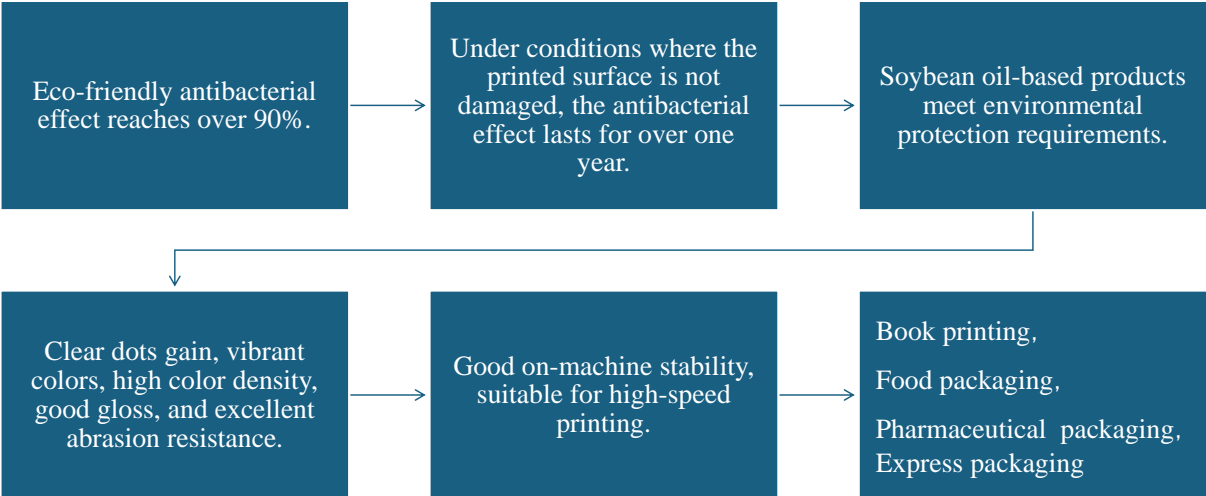 Eco-friendly antibacterial
effect reaches over 90%.
Under conditions where the
printed surface is not
damaged, the antibacterial
effect lasts for over one
year.
Soybean oil-based products
meet environmental
protection requirements.
Clear dots gain, vibrant
colors, high color density,
good gloss, and excellent
abrasion resistance.
Good on-machine stability,
suitable for high-speed
printing.
Book printing,
Food packaging,
Pharmaceutical packaging,
Express packaging